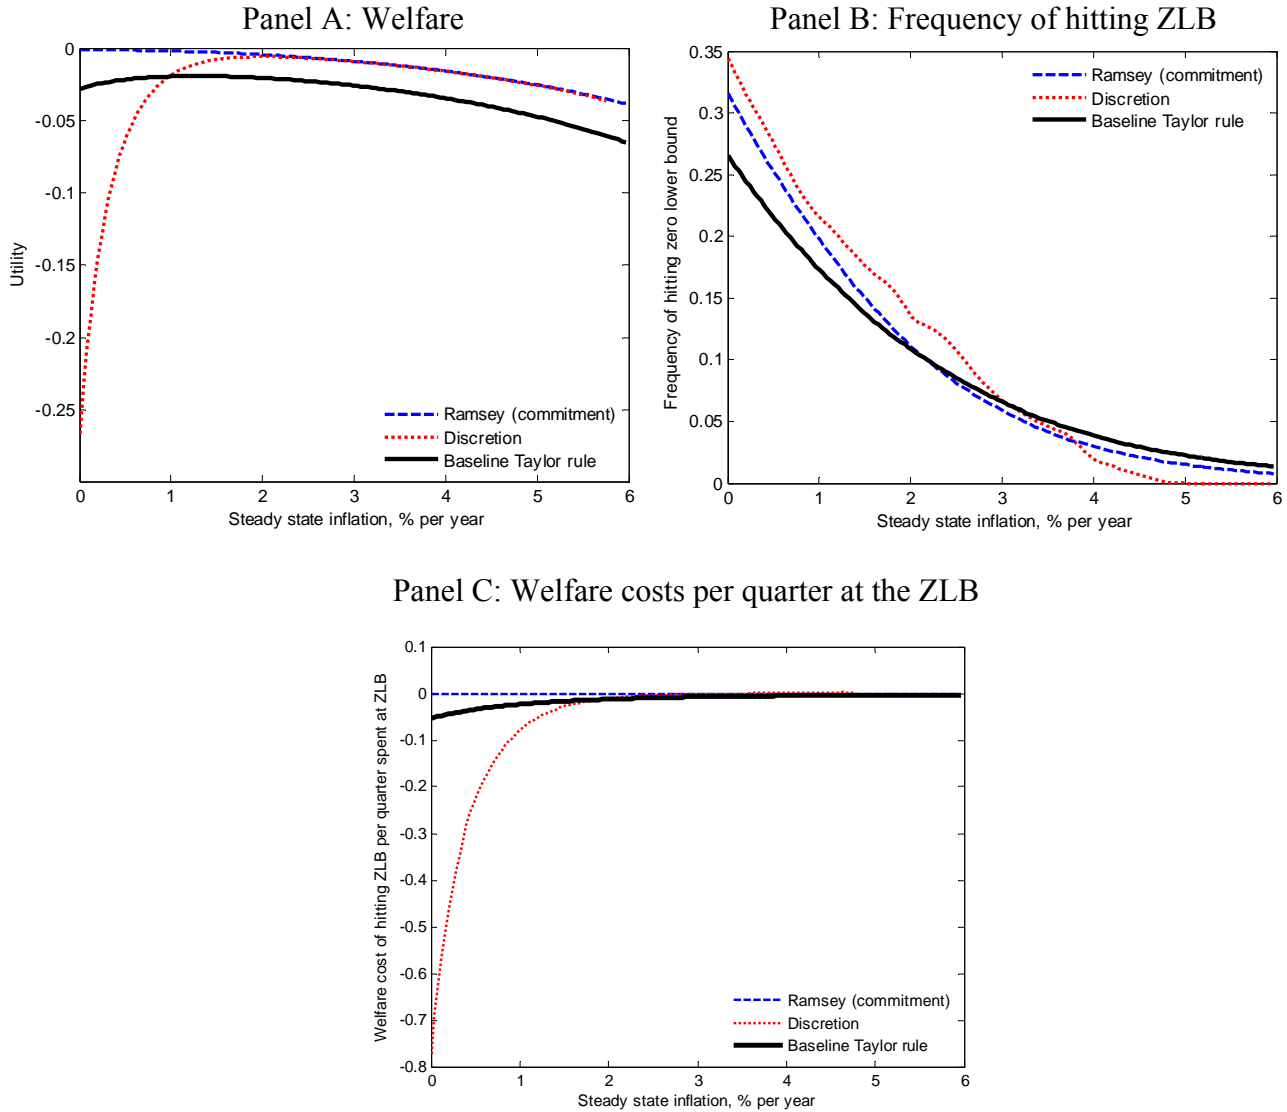 Panel A: Welfare
0
-0.05
-0.1
-0.15
-0.2
-0.25
Utility
Ramsey (commitment)
Discretion
Baseline Taylor rule
0 1 2 3 4 5 6
Steady state inflation, % per year
Panel B: Frequency of hitting ZLB
0.35
0.3
0.25
0.2
0.15
0.1
0.05
0
Frequency of hitting zero lower bound
Ramsey (commitment)
Discretion
Baseline Taylor rule
0 1 2 3 4 5 6
Steady state inflation, % per year
Panel C: Welfare costs per quarter at the ZLB
0.1
0
-0.1
-0.2
-0.3
-0.4
-0.5
-0.6
-0.7
-0.8
Welfare cost of hitting ZLB per quarter spent at ZLB
Ramsey (commitment)
Discretion
Baseline Taylor rule
0 1 2 3 4 5 6
Steady state inflation, % per year